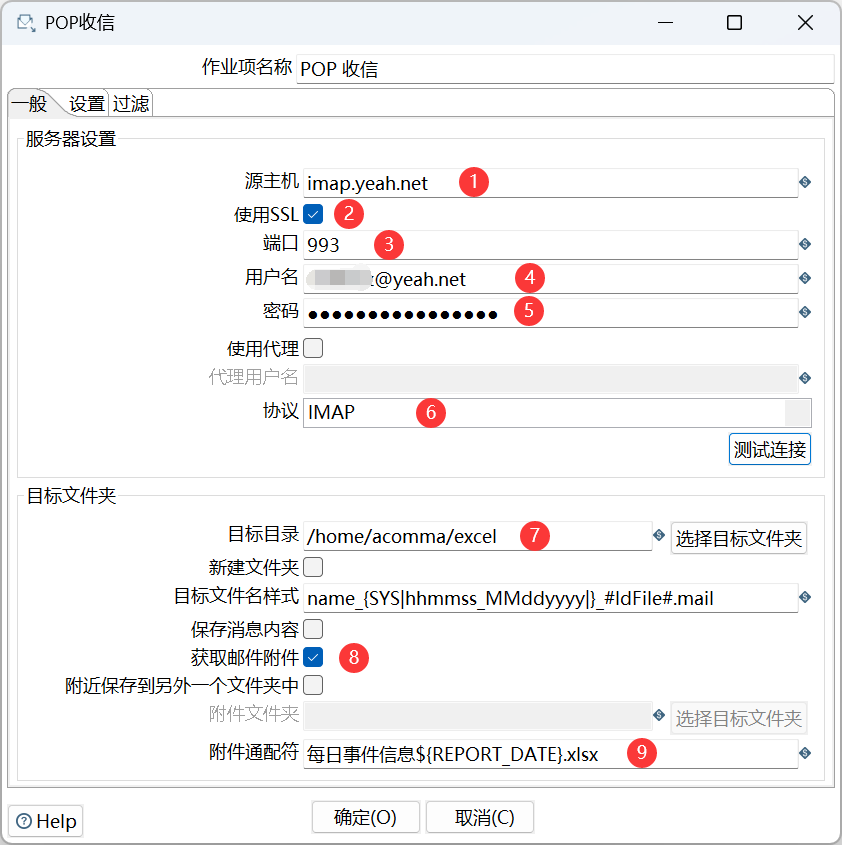 POP收信
作业项名称 POP 收信
一般 设置 过滤
服务器设置
源主机 imap.yeah.net 1
使用SSL 2
端口 993 3
用户名 @yeah.net 4
密码 ●●●●●●●●●●●●●●●● 5
使用代理
代理用户名
协议 IMAP 6
测试连接
目标文件夹
目标目录 /home/acomma/excel 7 选择目标文件夹
新建文件夹
目标文件名样式 name_{SYS|hhmmss_MMddyyyy|}_#IdFile#.mail
保存消息内容
获取邮件附件 8
附近保存到另外一个文件夹中
附件文件夹 选择目标文件夹
附件通配符 每日事件信息${REPORT_DATE}.xlsx 9
Help 确定(O) 取消(C)